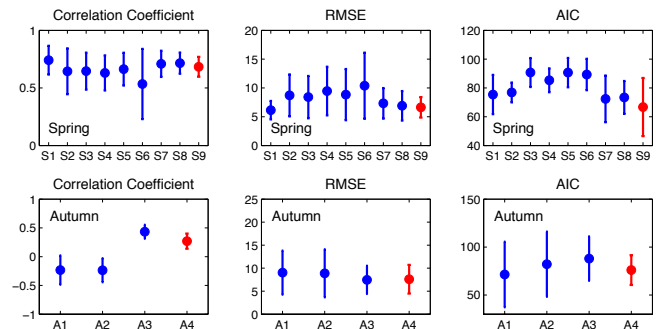 Correlation Coefficient RMSE AIC
1 20 120
15 100
0.5 10 80
5 60
Spring Spring Spring
0 0 40
S1 S2 S3 S4 S5 S6 S7 S8 S9 S1 S2 S3 S4 S5 S6 S7 S8 S9 S1 S2 S3 S4 S5 S6 S7 S8 S9
Correlation Coefficient RMSE AIC
1 25 150
Autumn Autumn Autumn
0.5 20
15 100
0 10
−0.5 5 50
−1 0
A1 A2 A3 A4 A1 A2 A3 A4 A1 A2 A3 A4